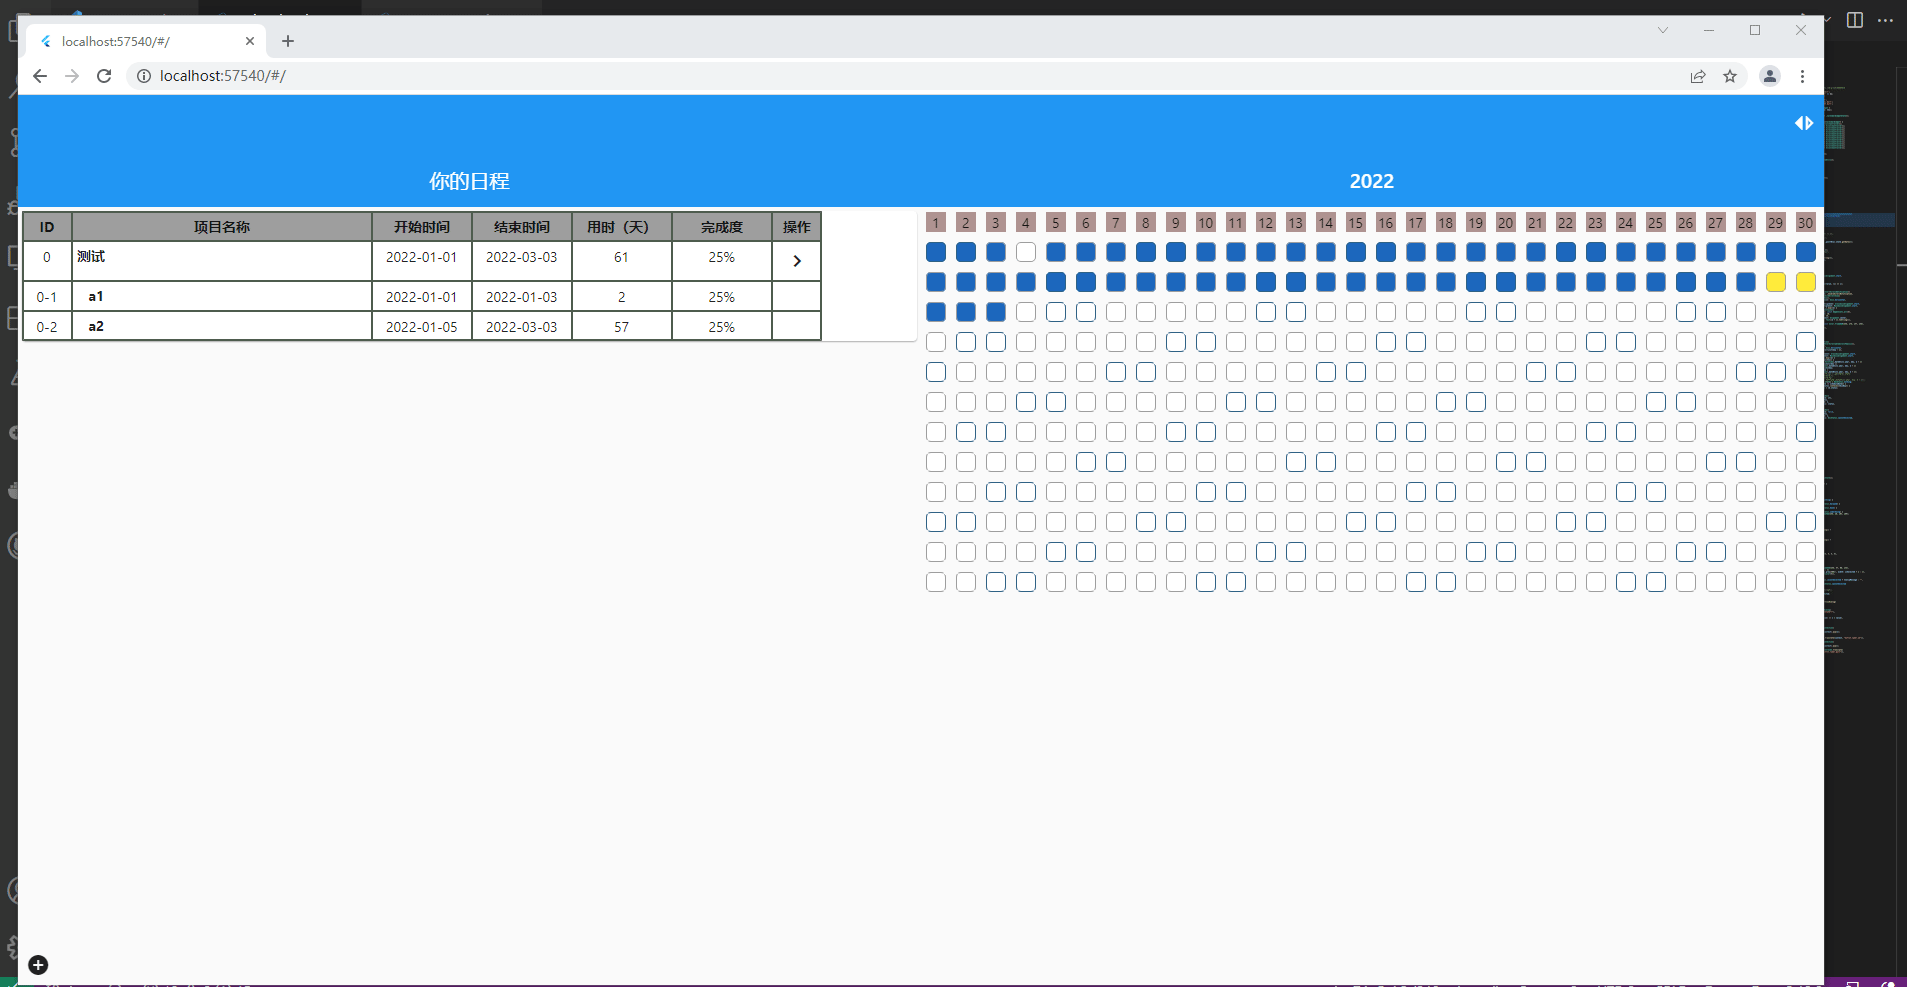 localhost:57540/#/
localhost:57540/#/
你的日程
2022
ID 项目名称 开始时间 结束时间 用时（天） 完成度 操作
0 测试 2022-01-01 2022-03-03 61 25%
0-1 a1 2022-01-01 2022-01-03 2 25%
0-2 a2 2022-01-05 2022-03-03 57 25%
1 2 3 4 5 6 7 8 9 10 11 12 13 14 15 16 17 18 19 20 21 22 23 24 25 26 27 28 29 30